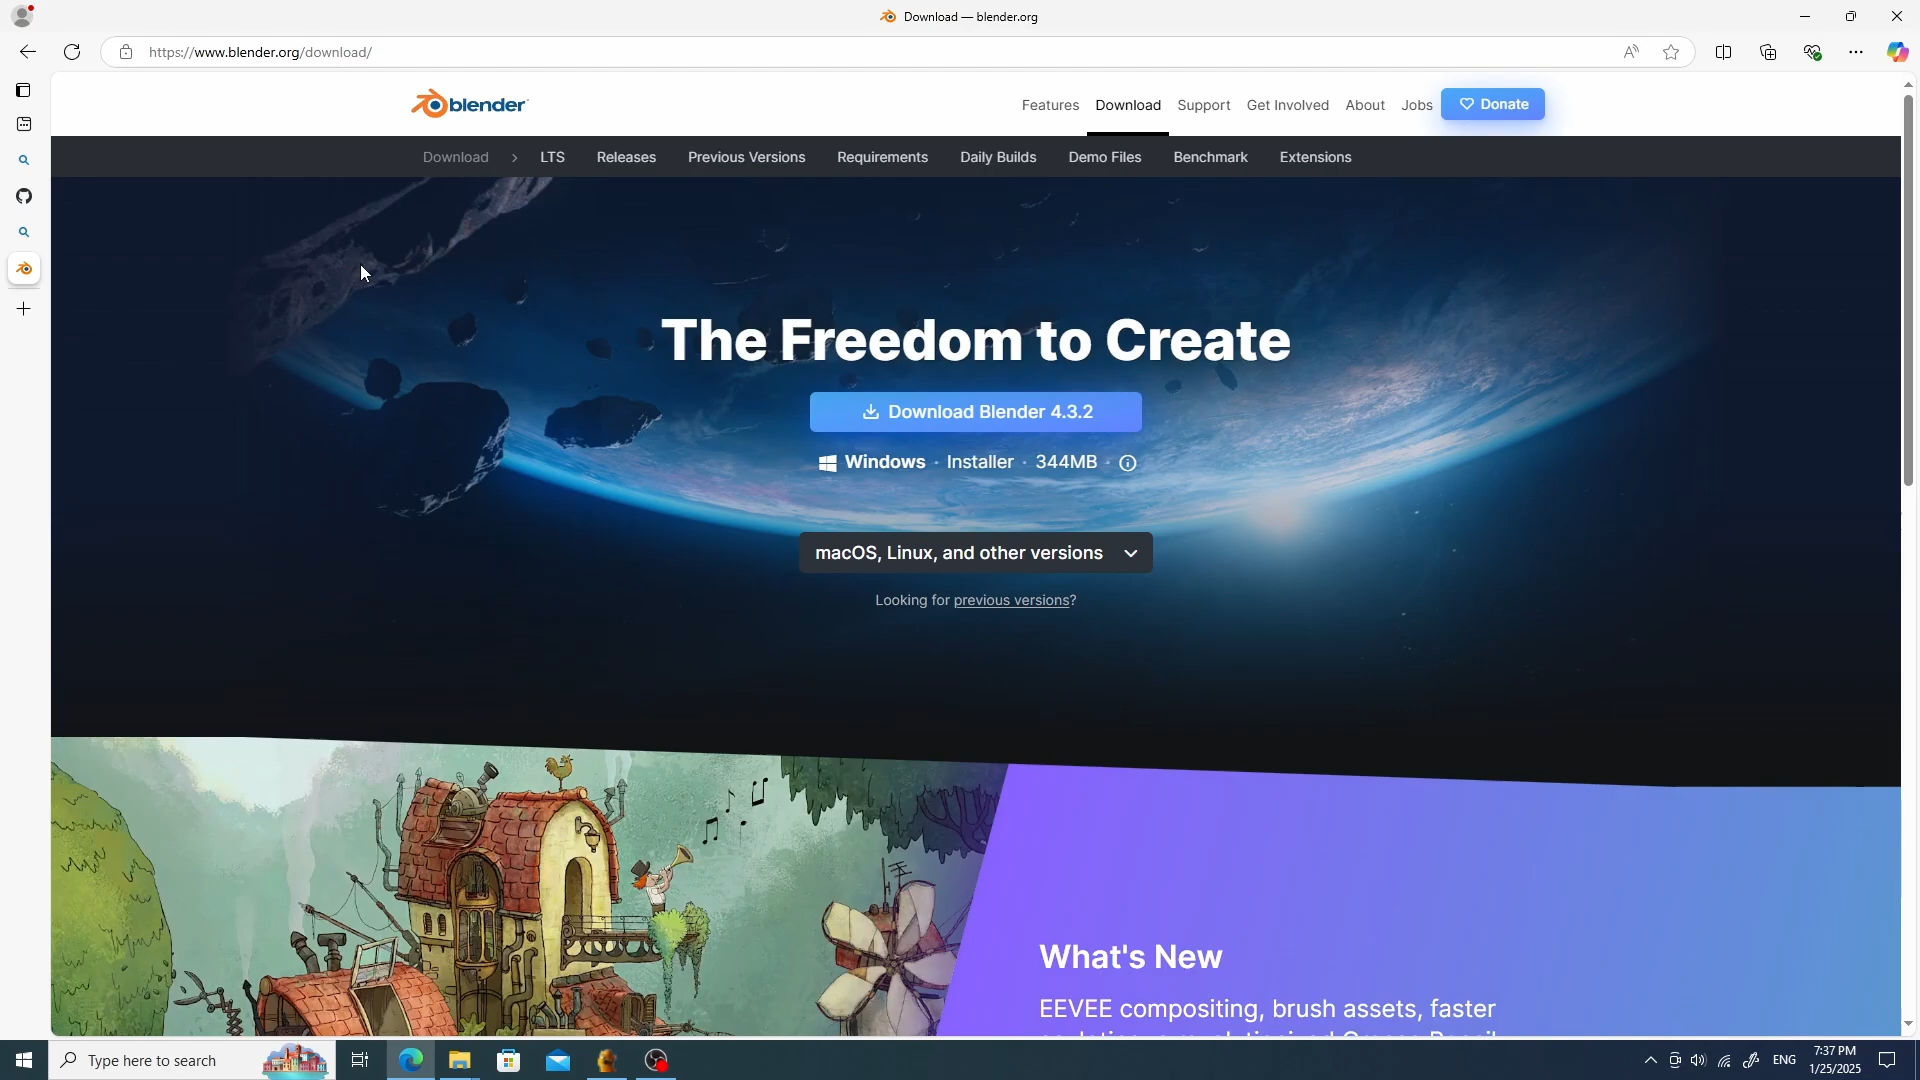 Download — blender.org
https://www.blender.org/download/
blender
Features Download Support Get Involved About Jobs Donate
Download LTS Releases Previous Versions Requirements Daily Builds Demo Files Benchmark Extensions
The Freedom to Create
Download Blender 4.3.2
Windows · Installer · 344MB ·
macOS, Linux, and other versions
Looking for previous versions?
What's New
EEVEE compositing, brush assets, faster
Type here to search
ENG
7:37 PM
1/25/2025